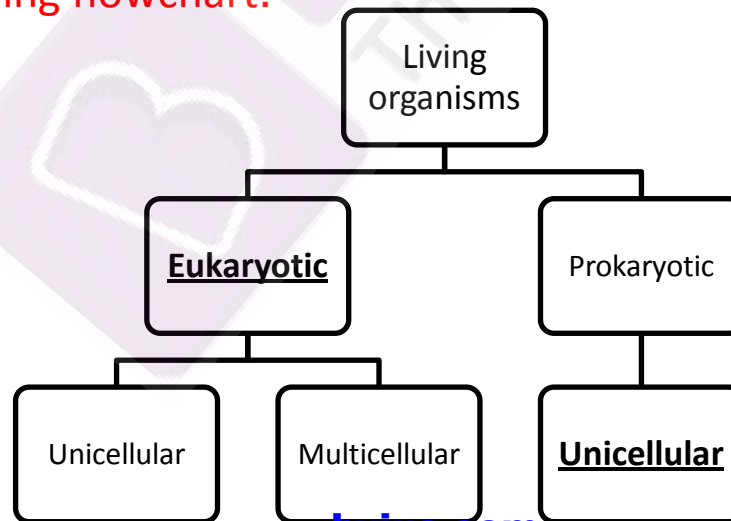 Living
organisms
Eukaryotic
Prokaryotic
Unicellular
Multicellular
Unicellular